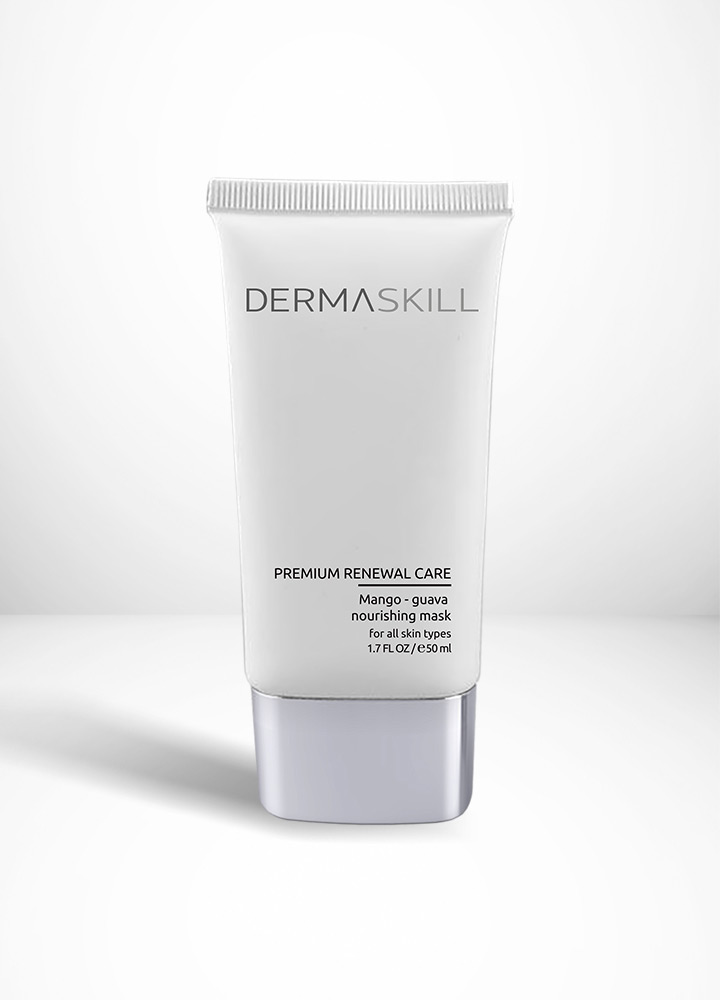 DERMASKILL
PREMIUM RENEWAL CARE
Mango - guava
nourishing mask
for all skin types
1.7 FL OZ / ℮50 ml